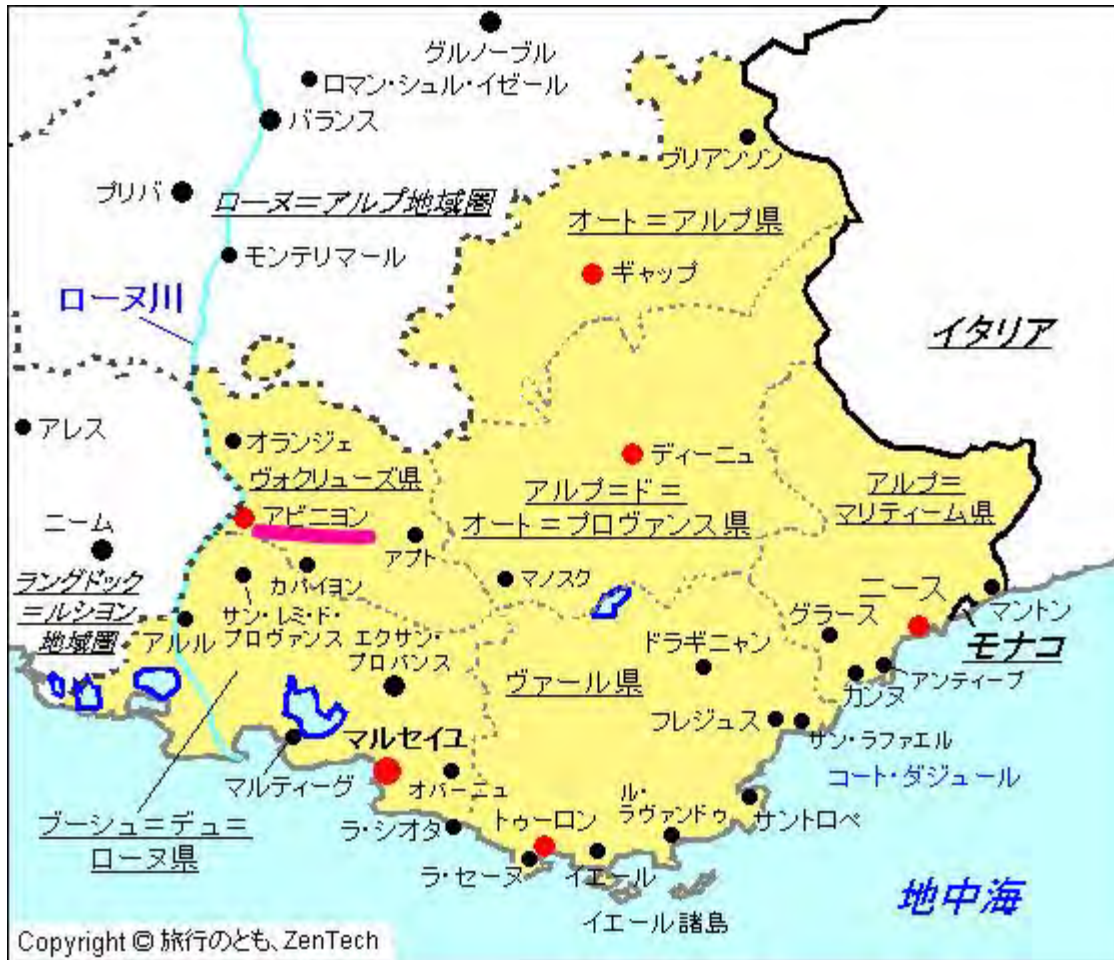 グルノーブル
ロマン・シュル・イゼール
バランス
ブリアンソン
プリバ
ローヌ＝アルプ地域圏
オート＝アルプ県
モンテリマール
ギャップ
ローヌ川
イタリア
アレス
オランジェ
ディーニュ
ヴォクリューズ県
アルプ＝ド＝
オート＝プロヴァンス県
アルプ＝
マリティーム県
アビニヨン
ニーム
アプト
カバイヨン
マノスク
ラングドック
＝ルシヨン
地域圏
サン・レミ・ド・
プロヴァンス
アルル
エクサン・
プロバンス
ニース
グラース
マントン
ドラギニャン
モナコ
アンティーブ
カンヌ
ヴァール県
フレジュス
サン・ラファエル
マルセイユ
コート・ダジュール
マルティーグ
オバーニュ
ル・
ラヴァンドゥ
サントロペ
ブーシュ＝デュ＝
ローヌ県
ラ・シオタ
トゥーロン
ラ・セーヌ
イエール
イエール諸島
地中海
Copyright © 旅行のとも、ZenTech